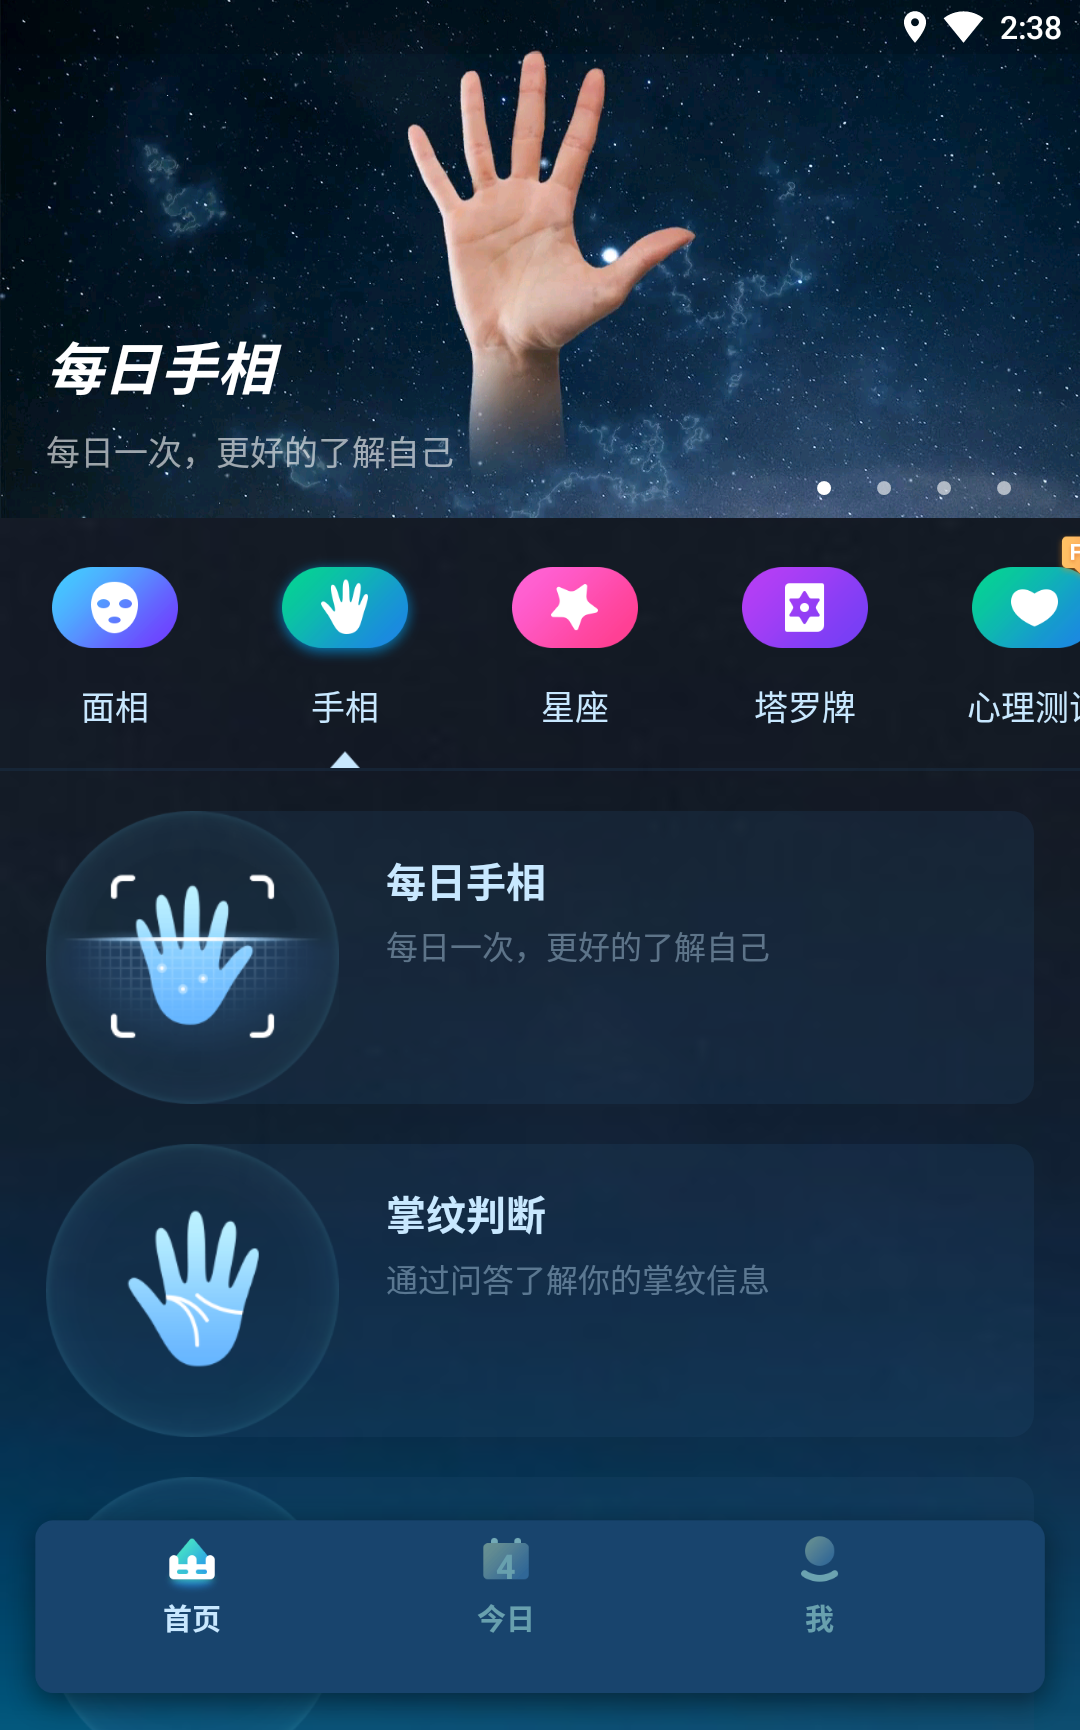 2:38
每日手相
每日一次，更好的了解自己
面相
手相
星座
塔罗牌
心理测
每日手相
每日一次，更好的了解自己
掌纹判断
通过问答了解你的掌纹信息
4
首页
今日
我